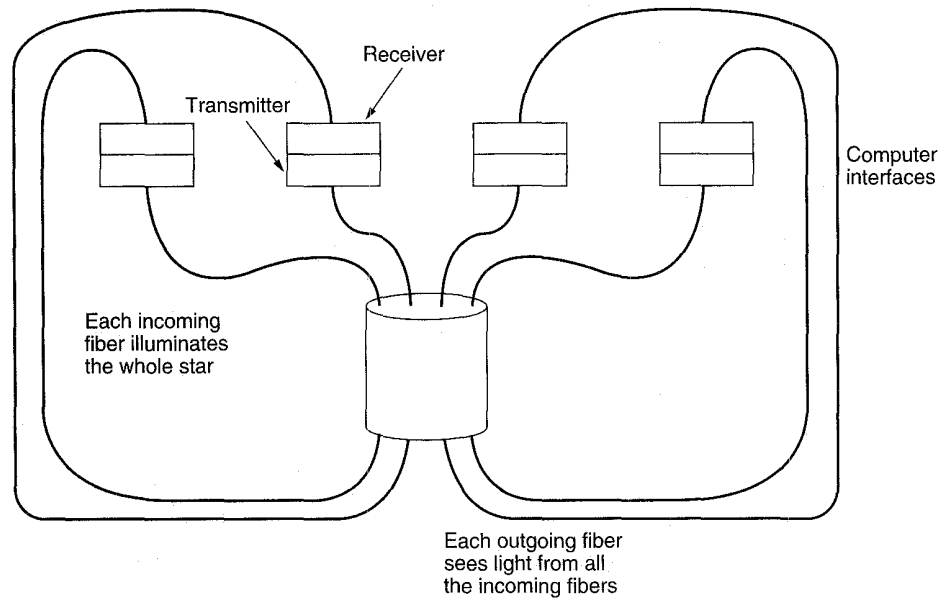 Receiver
Transmitter
Computer
interfaces
Each incoming
fiber illuminates
the whole star
Each outgoing fiber
sees light from all
the incoming fibers